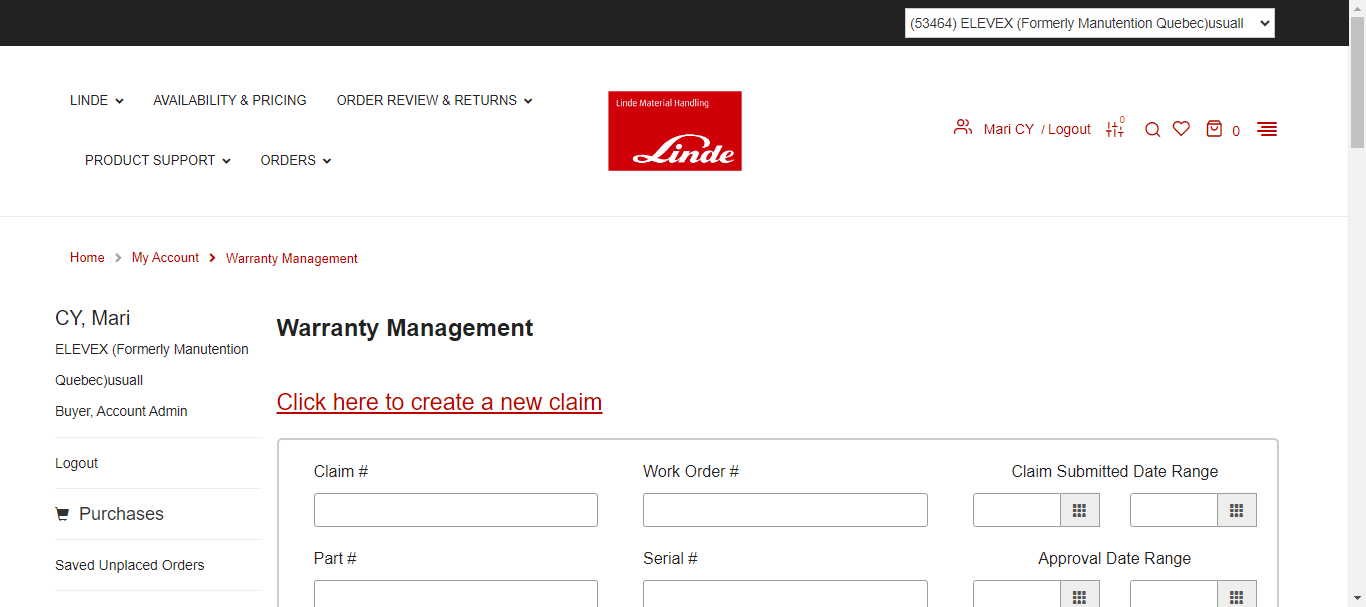 (53464) ELEVEX (Formerly Manutention Quebec)usuall
LINDE
AVAILABILITY & PRICING
ORDER REVIEW & RETURNS
PRODUCT SUPPORT
ORDERS
Linde Material Handling
Linde
Mari CY / Logout
0
0
Home
My Account
Warranty Management
CY, Mari
ELEVEX (Formerly Manutention
Quebec)usuall
Buyer, Account Admin
Logout
Purchases
Saved Unplaced Orders
Warranty Management
Click here to create a new claim
Claim #
Work Order #
Claim Submitted Date Range
Part #
Serial #
Approval Date Range